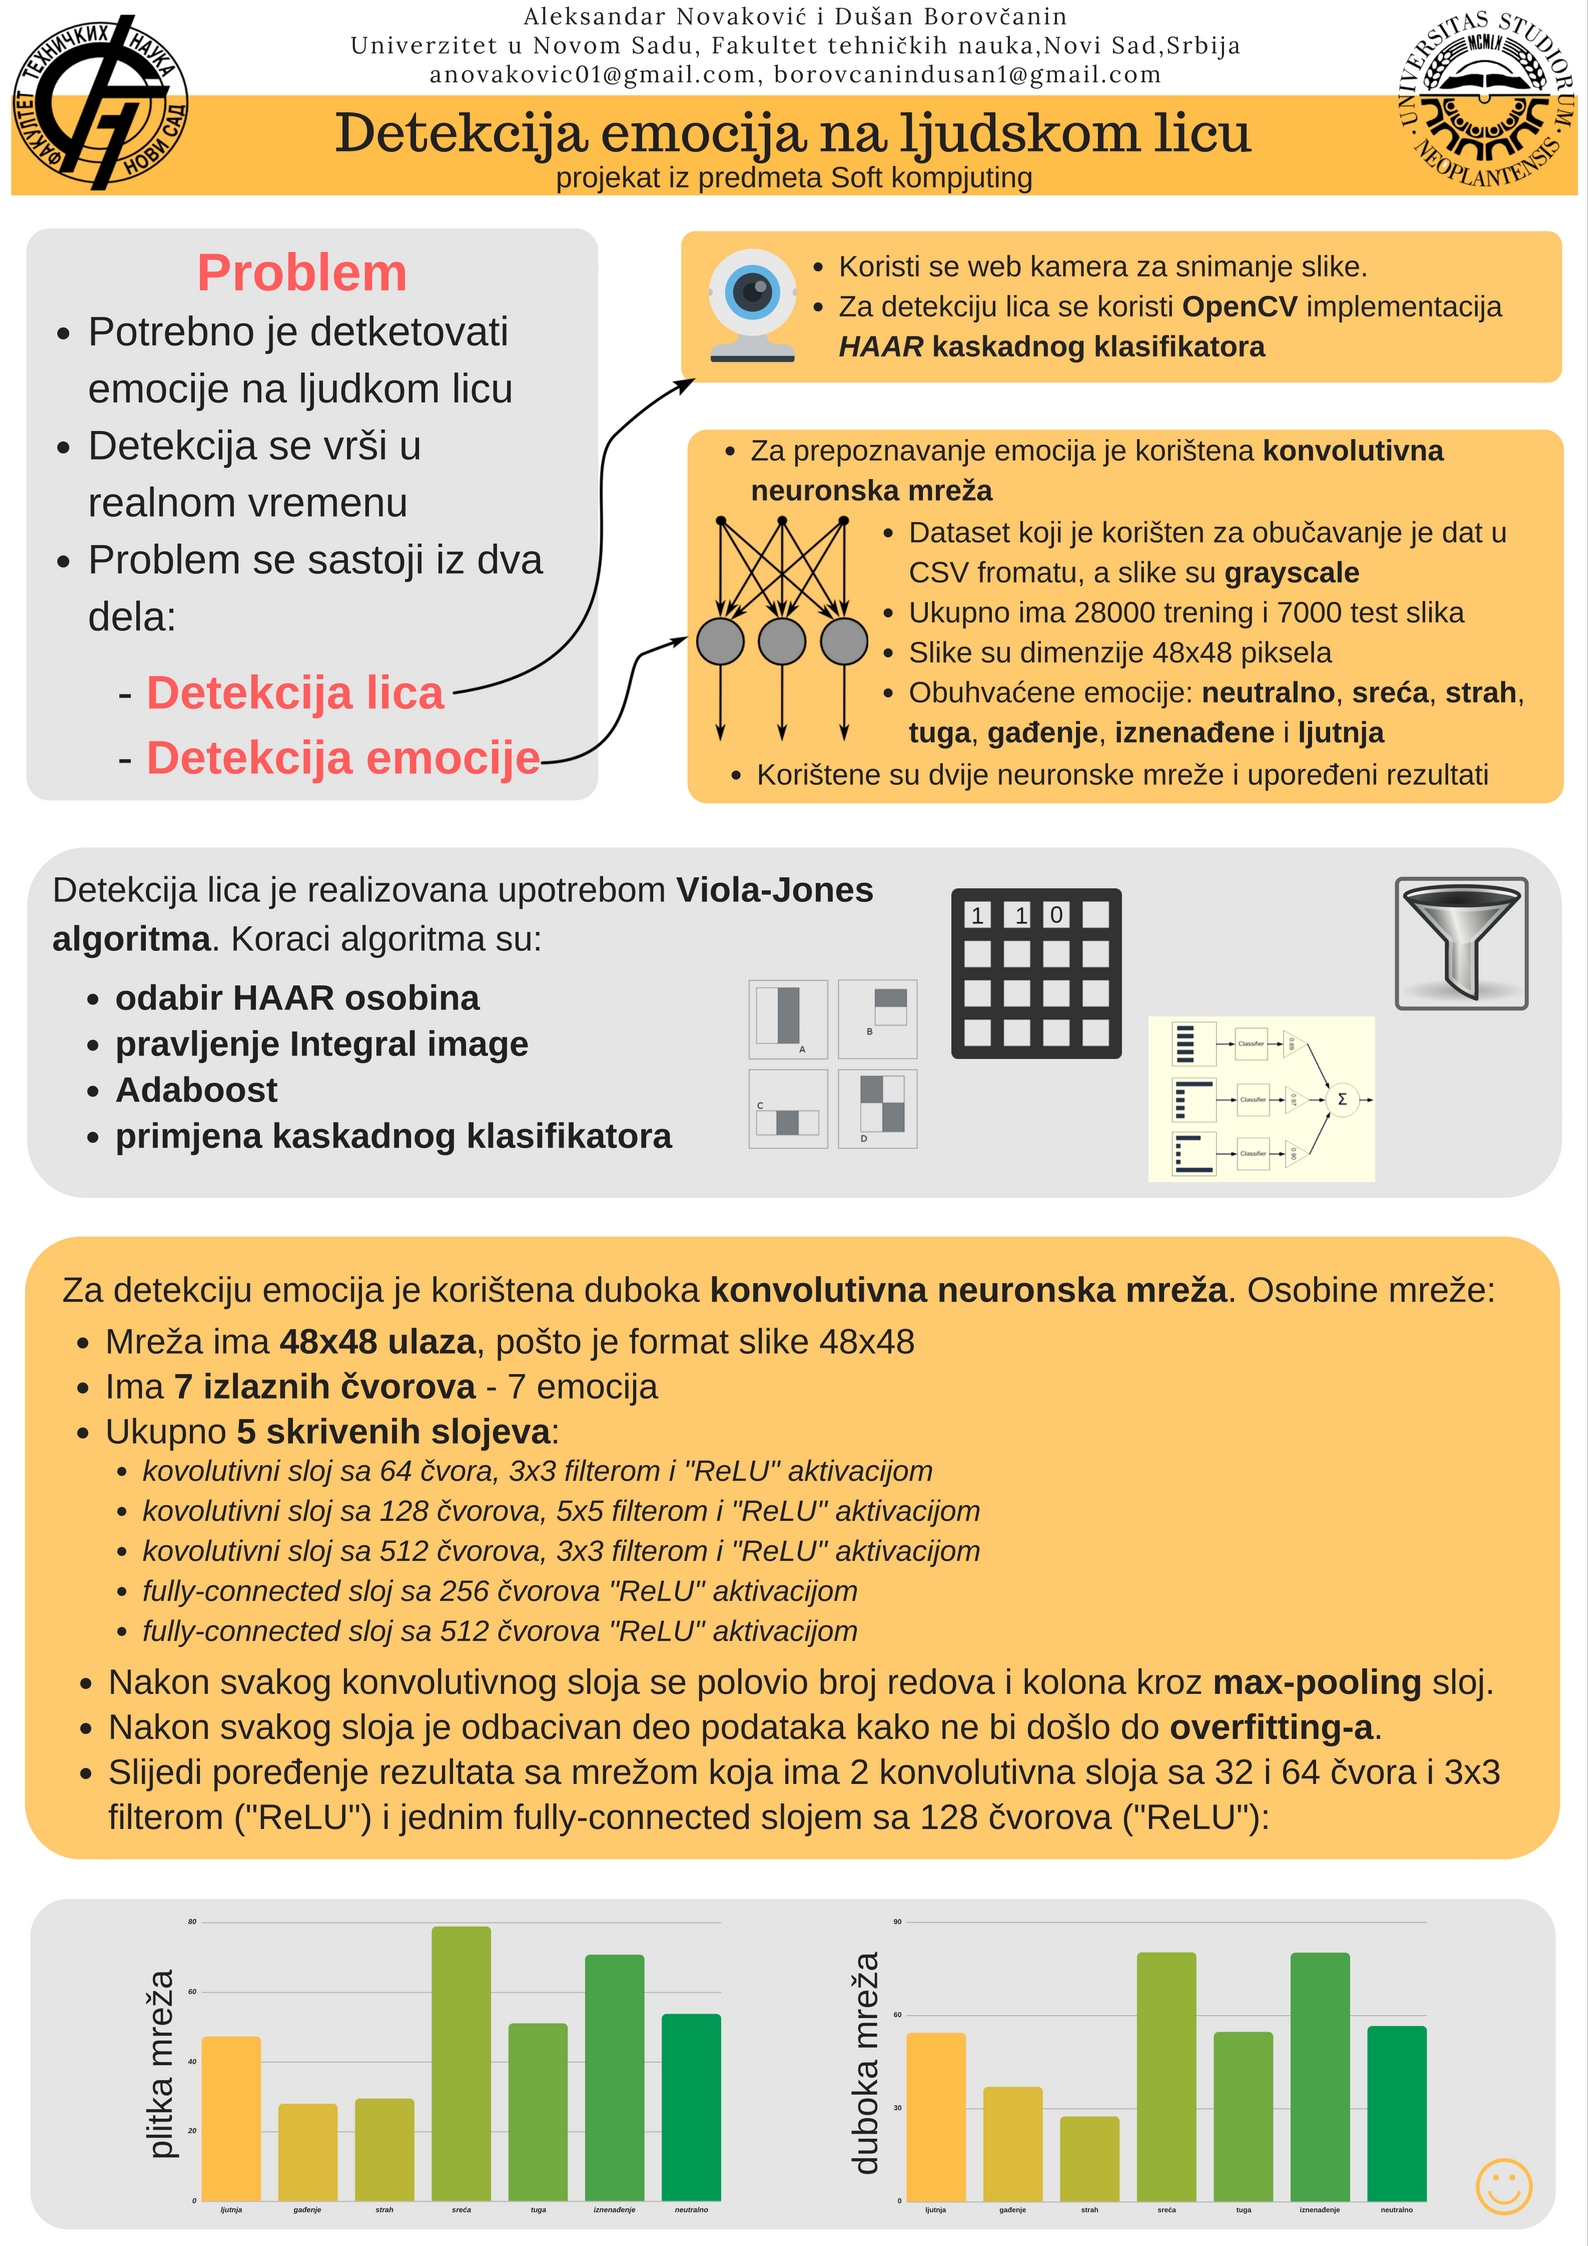 Aleksandar Novaković i Dušan Borovčanin
Univerzitet u Novom Sadu, Fakultet tehničkih nauka,Novi Sad,Srbija
anovakovic01@gmail.com, borovcanindusan1@gmail.com
ФАКУЛТЕТ ТЕХНИЧКИХ НАУКА НОВИ САД
UNIVERSITAS STUDIORUM NEOPLANTENSIS
MCMLX
Detekcija emocija na ljudskom licu
projekat iz predmeta Soft kompjuting
Problem
• Potrebno je detketovati
emocije na ljudkom licu
• Detekcija se vrši u
realnom vremenu
• Problem se sastoji iz dva
dela:
- Detekcija lica
- Detekcija emocije
• Koristi se web kamera za snimanje slike.
• Za detekciju lica se koristi OpenCV implementacija
HAAR kaskadnog klasifikatora
• Za prepoznavanje emocija je korištena konvolutivna
neuronska mreža
• Dataset koji je korišten za obučavanje je dat u
CSV fromatu, a slike su grayscale
• Ukupno ima 28000 trening i 7000 test slika
• Slike su dimenzije 48x48 piksela
• Obuhvaćene emocije: neutralno, sreća, strah,
tuga, gađenje, iznenađene i ljutnja
• Korištene su dvije neuronske mreže i upoređeni rezultati
Detekcija lica je realizovana upotrebom Viola-Jones
algoritma. Koraci algoritma su:
• odabir HAAR osobina
• pravljenje Integral image
• Adaboost
• primjena kaskadnog klasifikatora
A
B
C
D
1 1 0
Classifier 0.69
Classifier 0.97
Classifier 0.90
Σ
Za detekciju emocija je korištena duboka konvolutivna neuronska mreža. Osobine mreže:
• Mreža ima 48x48 ulaza, pošto je format slike 48x48
• Ima 7 izlaznih čvorova - 7 emocija
• Ukupno 5 skrivenih slojeva:
• kovolutivni sloj sa 64 čvora, 3x3 filterom i "ReLU" aktivacijom
• kovolutivni sloj sa 128 čvorova, 5x5 filterom i "ReLU" aktivacijom
• kovolutivni sloj sa 512 čvorova, 3x3 filterom i "ReLU" aktivacijom
• fully-connected sloj sa 256 čvorova "ReLU" aktivacijom
• fully-connected sloj sa 512 čvorova "ReLU" aktivacijom
• Nakon svakog konvolutivnog sloja se polovio broj redova i kolona kroz max-pooling sloj.
• Nakon svakog sloja je odbacivan deo podataka kako ne bi došlo do overfitting-a.
• Slijedi poređenje rezultata sa mrežom koja ima 2 konvolutivna sloja sa 32 i 64 čvora i 3x3
filterom ("ReLU") i jednim fully-connected slojem sa 128 čvorova ("ReLU"):
plitka mreža
80
60
40
20
0
ljutnja gađenje strah sreća tuga iznenađenje neutralno
duboka mreža
90
60
30
0
ljutnja gađenje strah sreća tuga iznenađenje neutralno